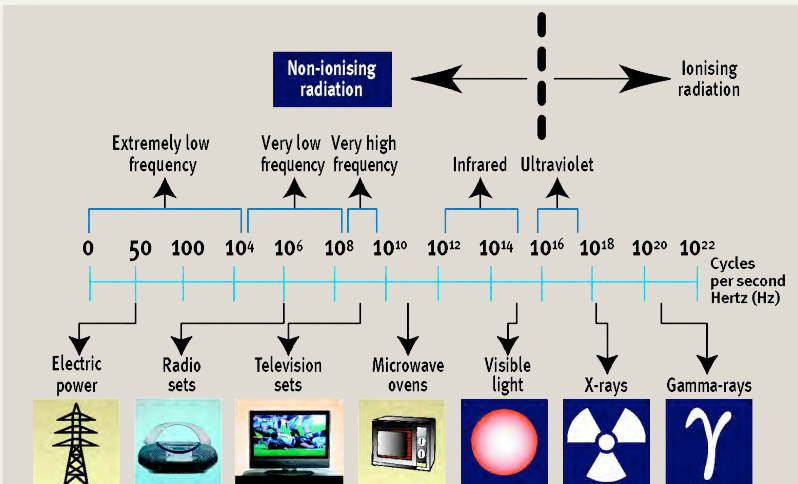 Non-ionising
radiation
Ionising
radiation
Extremely low
frequency
Very low
frequency
Very high
frequency
Infrared
Ultraviolet
0 50 100 10⁴ 10⁶ 10⁸ 10¹⁰ 10¹² 10¹⁴ 10¹⁶ 10¹⁸ 10²⁰ 10²²
Cycles
per second
Hertz (Hz)
Electric
power
Radio
sets
Television
sets
Microwave
ovens
Visible
light
X-rays
Gamma-rays
γ